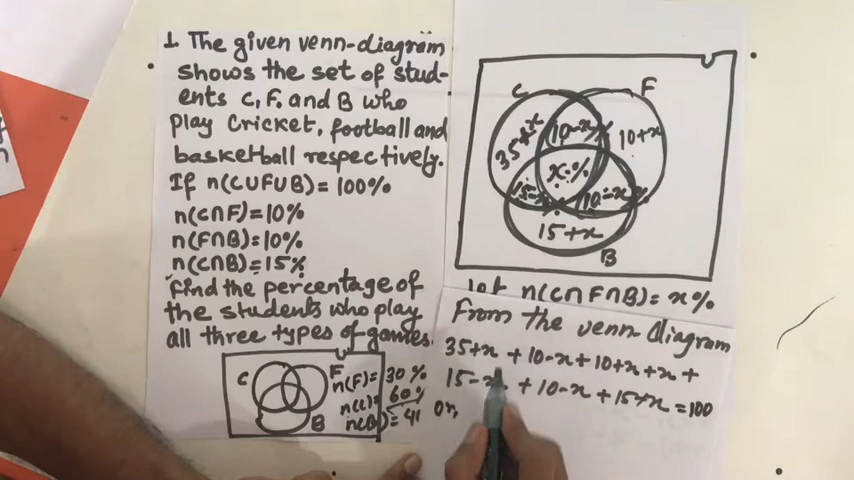 1. The given venn-diagram
shows the set of stud-
ents C, F. and B who
play Cricket, football and
basketball respectively.
If n(C∪F∪B) = 100%
n(C∩F) = 10%
n(F∩B) = 10%
n(C∩B) = 15%
find the percentage of
the students who play
all three types of games.
C
F
B
n(F) = 30%
n(C) = 60%
U
C
F
35+x
10-x%
10+x
x%
15-x
10-x%
15+x
B
let n(C∩F∩B) = x%
From the venn-diagram
35+x + 10-x + 10+x + x +
15-x + 10-x + 15+x = 100
or,